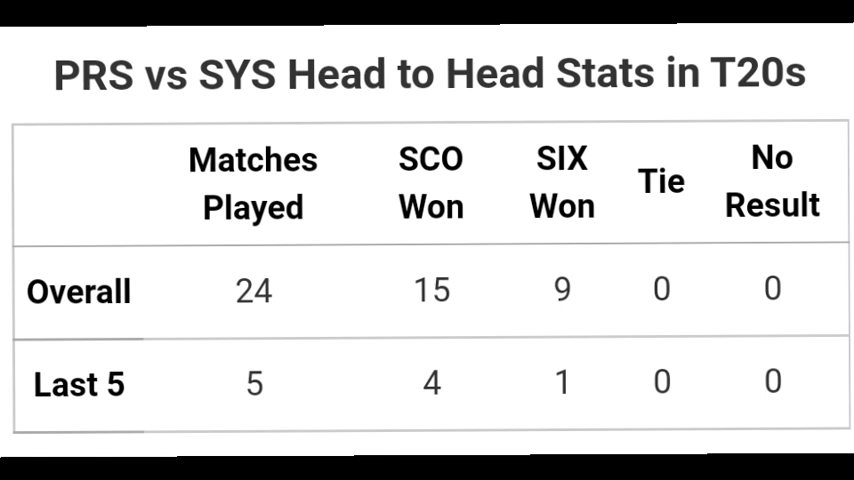 PRS vs SYS Head to Head Stats in T20s
Matches Played SCO Won SIX Won Tie No Result
Overall 24 15 9 0 0
Last 5 5 4 1 0 0